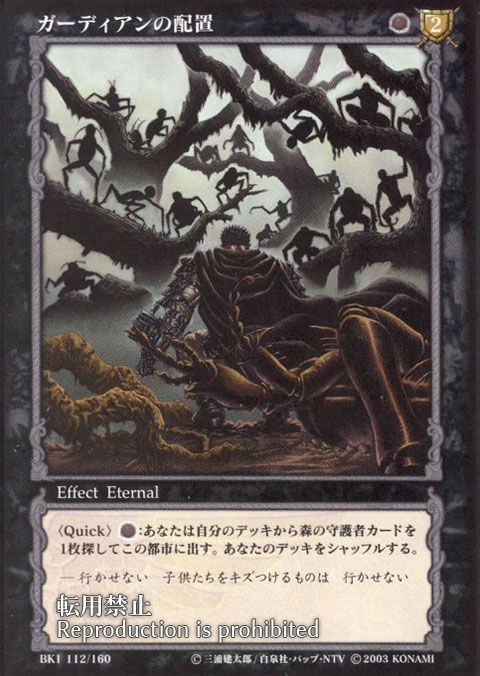 ガーディアンの配置
2
Effect Eternal
〈Quick〉:あなたは自分のデッキから森の守護者カードを
1枚探してこの都市に出す。あなたのデッキをシャッフルする。
― 行かせない　子供たちをキズつけるものは　行かせない
転用禁止
Reproduction is prohibited
BK1 112/160
©三浦建太郎/白泉社・バップ・NTV ©2003 KONAMI